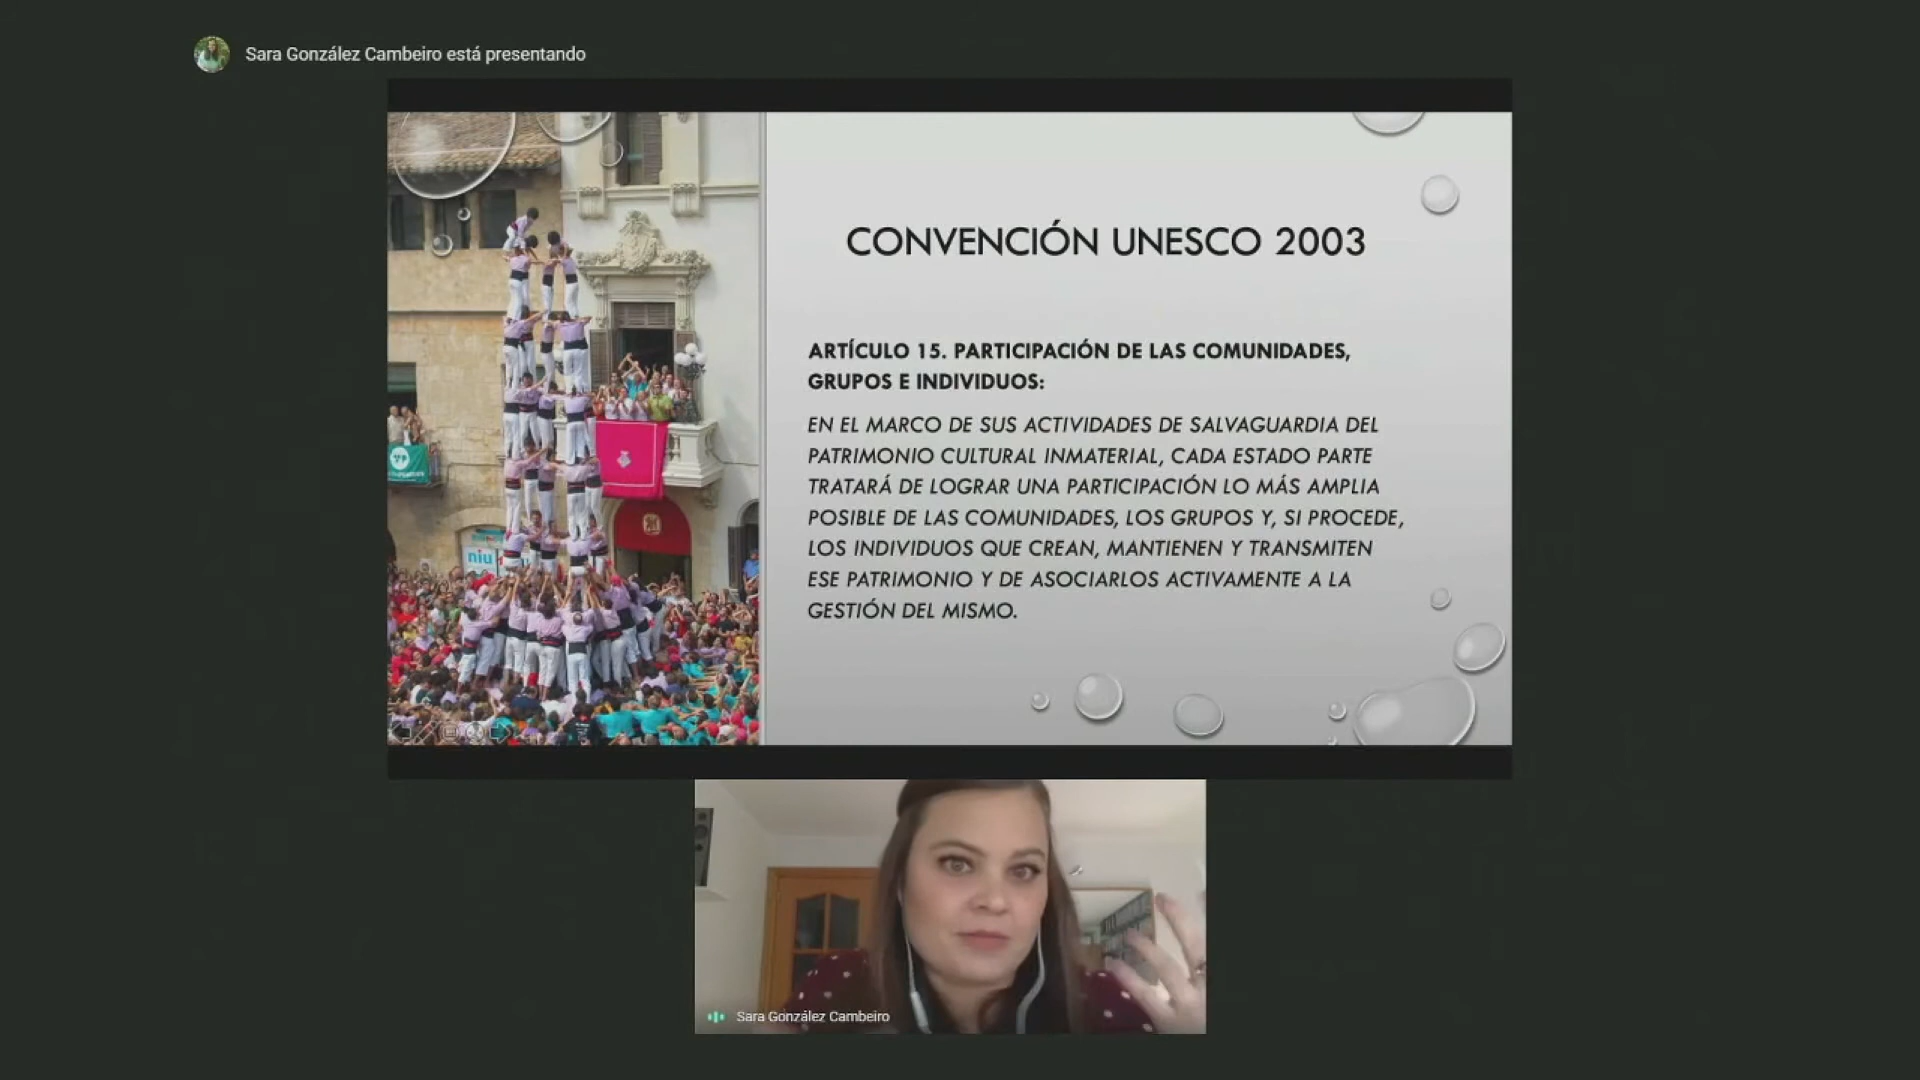 Sara González Cambeiro está presentando
CONVENCIÓN UNESCO 2003
ARTÍCULO 15. PARTICIPACIÓN DE LAS COMUNIDADES,
GRUPOS E INDIVIDUOS:
EN EL MARCO DE SUS ACTIVIDADES DE SALVAGUARDIA DEL
PATRIMONIO CULTURAL INMATERIAL, CADA ESTADO PARTE
TRATARÁ DE LOGRAR UNA PARTICIPACIÓN LO MÁS AMPLIA
POSIBLE DE LAS COMUNIDADES, LOS GRUPOS Y, SI PROCEDE,
LOS INDIVIDUOS QUE CREAN, MANTIENEN Y TRANSMITEN
ESE PATRIMONIO Y DE ASOCIARLOS ACTIVAMENTE A LA
GESTIÓN DEL MISMO.
niu
Sara González Cambeiro